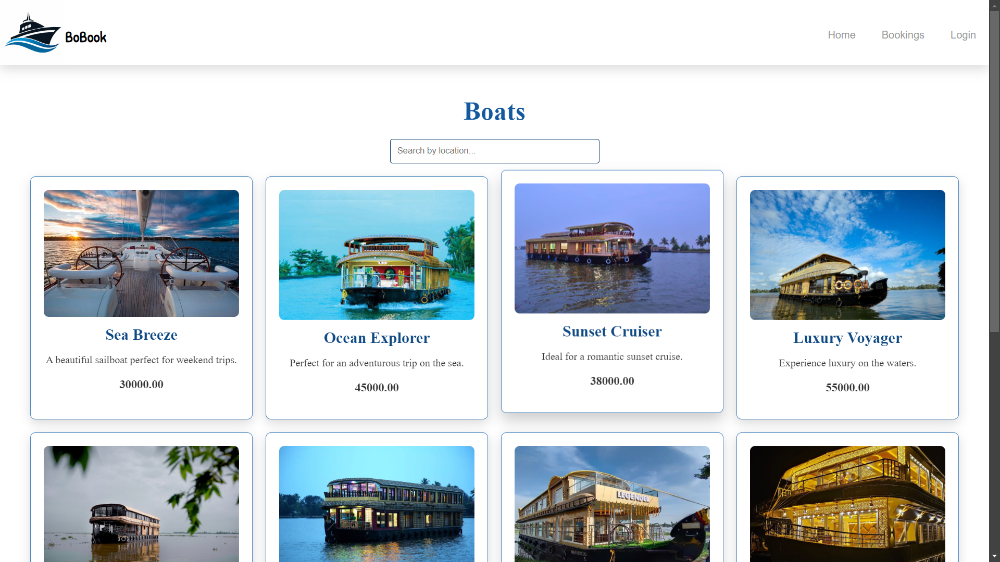 BoBook
Home
Bookings
Login
Boats
Search by location...
Sea Breeze
A beautiful sailboat perfect for weekend trips.
30000.00
Ocean Explorer
Perfect for an adventurous trip on the sea.
45000.00
Sunset Cruiser
Ideal for a romantic sunset cruise.
38000.00
Luxury Voyager
Experience luxury on the waters.
55000.00
LEGENDER